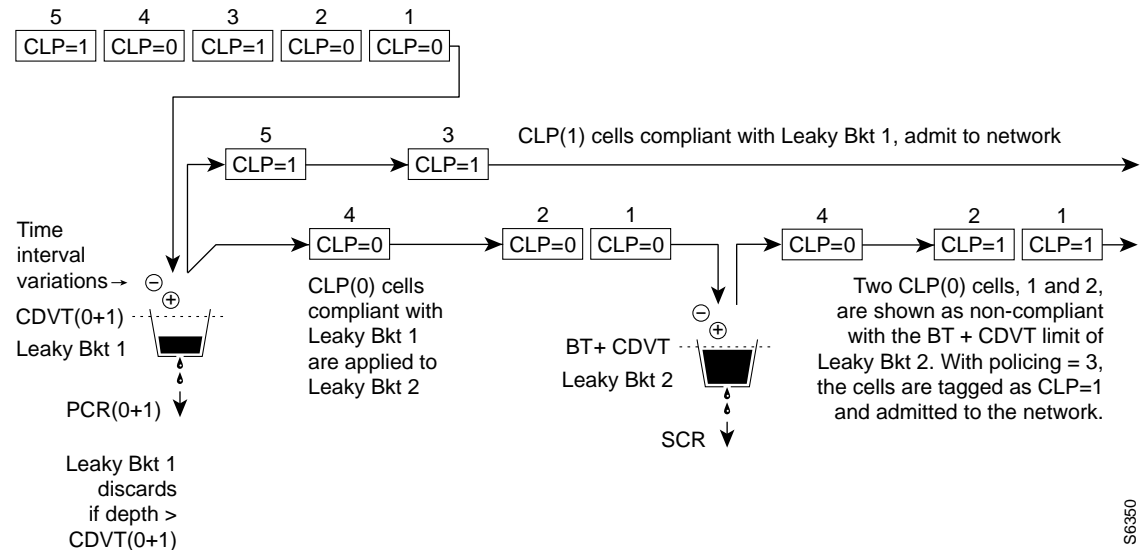 5 4 3 2 1
CLP=1 CLP=0 CLP=1 CLP=0 CLP=0
5 3 CLP(1) cells compliant with Leaky Bkt 1, admit to network
CLP=1 CLP=1
4 2 1 4 2 1
CLP=0 CLP=0 CLP=0 CLP=0 CLP=1 CLP=1
Time
interval
variations
CDVT(0+1)
Leaky Bkt 1
PCR(0+1)
Leaky Bkt 1
discards
if depth >
CDVT(0+1)
CLP(0) cells
compliant with
Leaky Bkt 1
are applied to
Leaky Bkt 2
BT+ CDVT
Leaky Bkt 2
SCR
Two CLP(0) cells, 1 and 2,
are shown as non-compliant
with the BT + CDVT limit of
Leaky Bkt 2. With policing = 3,
the cells are tagged as CLP=1
and admitted to the network.
S6350